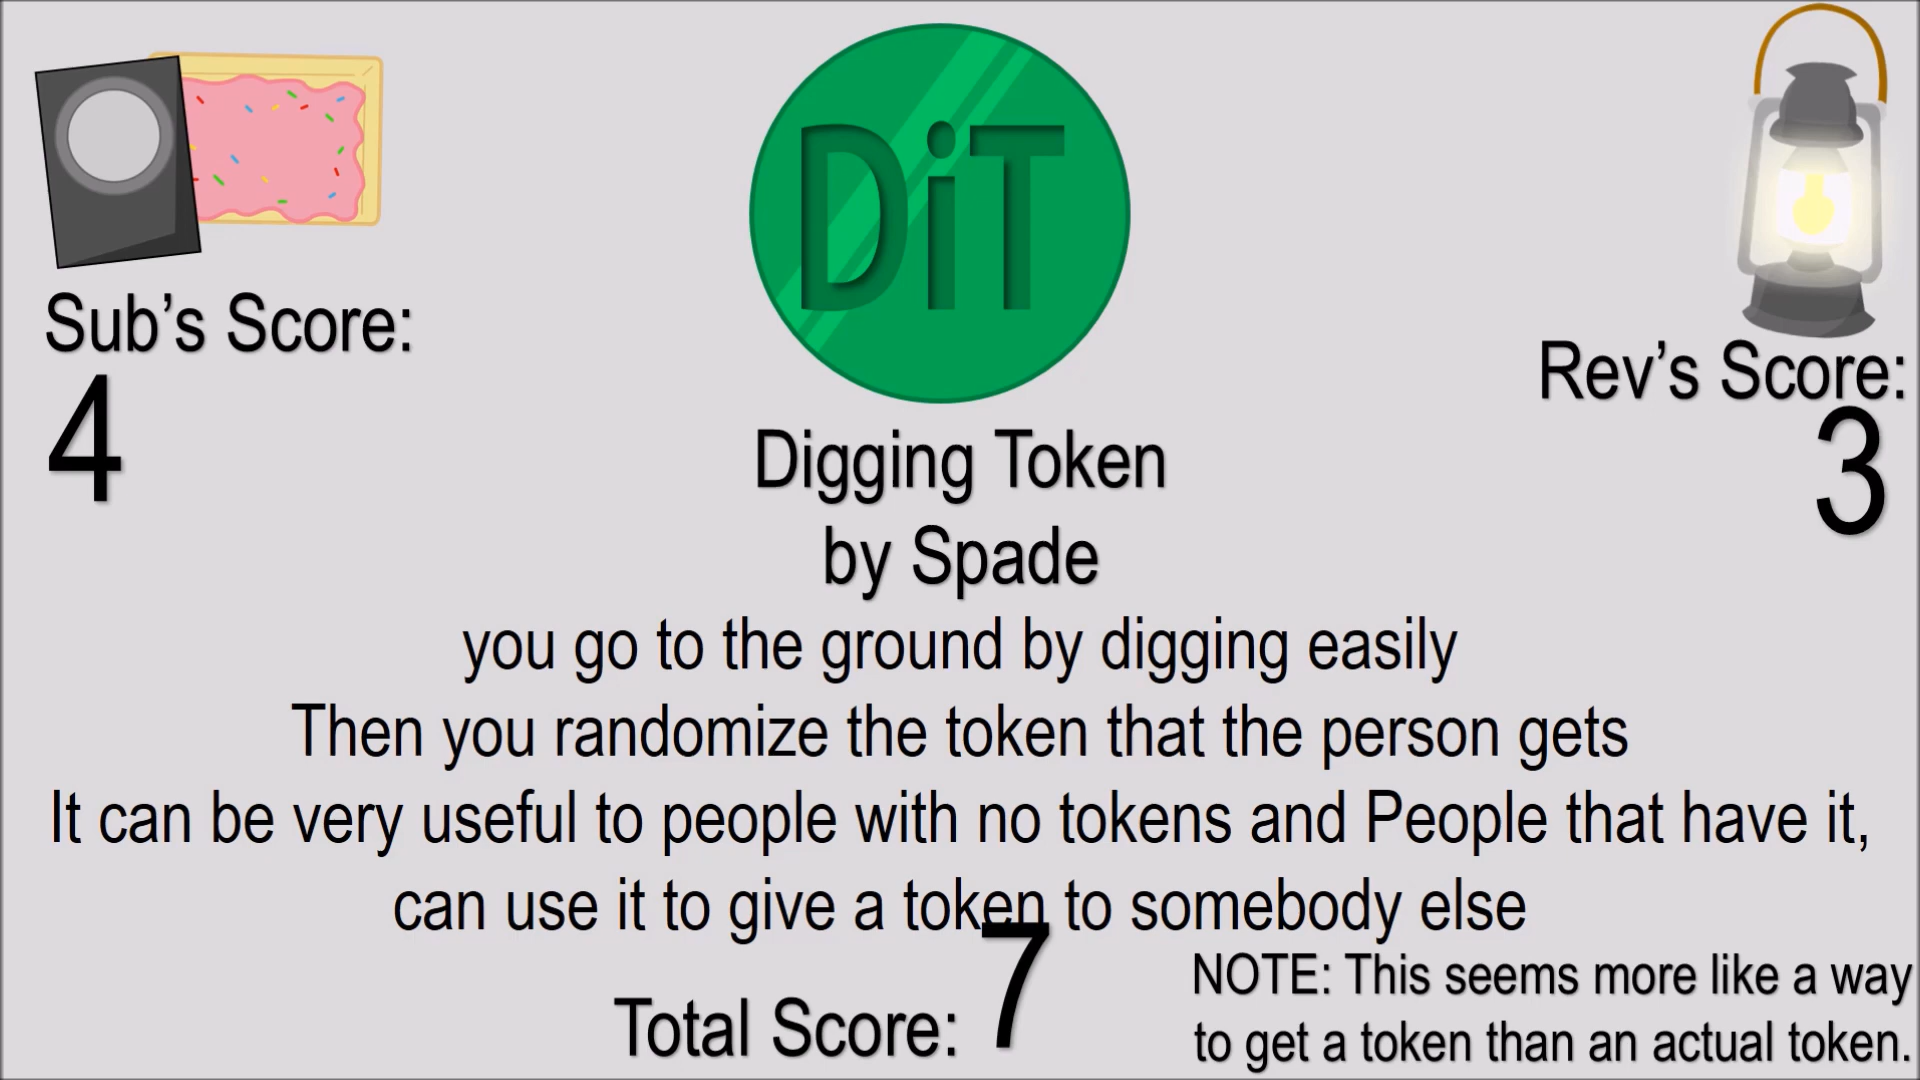 DiT
Sub’s Score:
4
Rev’s Score:
3
Digging Token
by Spade
you go to the ground by digging easily
Then you randomize the token that the person gets
It can be very useful to people with no tokens and People that have it,
can use it to give a token to somebody else
Total Score: 7
NOTE: This seems more like a way
to get a token than an actual token.